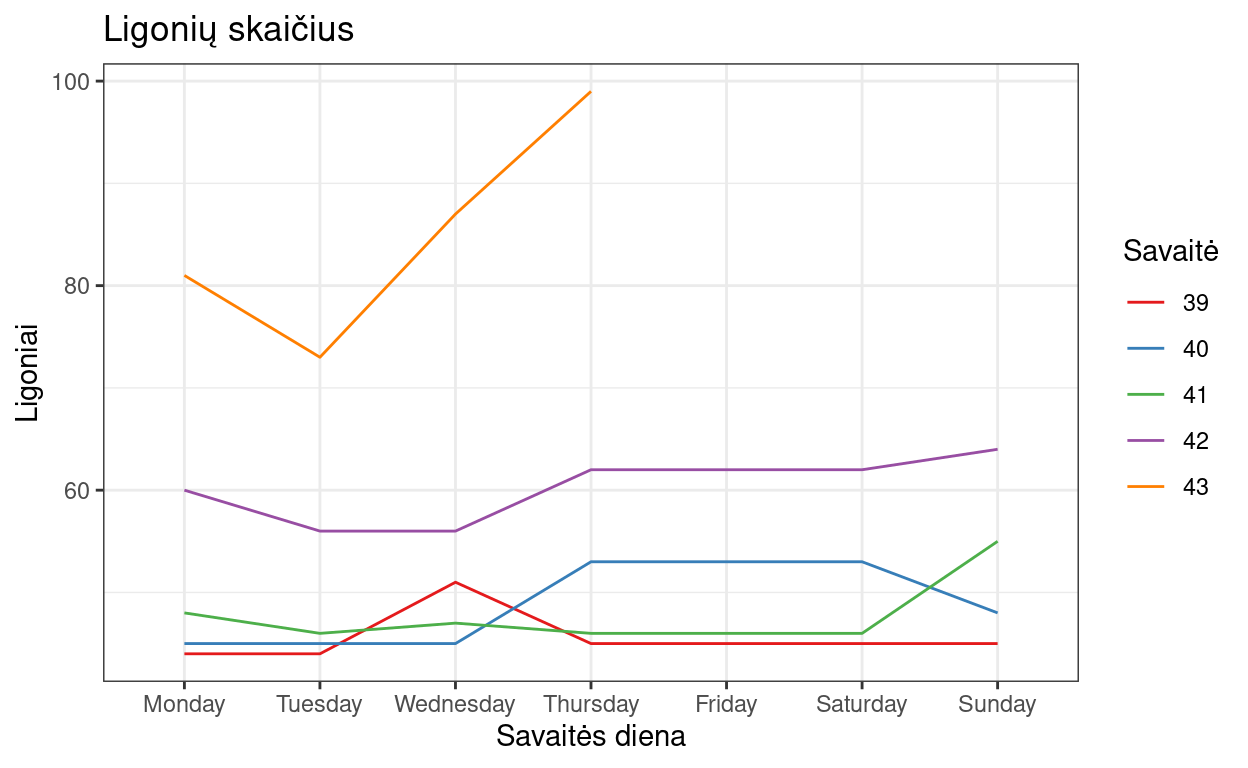 Ligonių skaičius
100
80
60
Ligoniai
Monday Tuesday Wednesday Thursday Friday Saturday Sunday
Savaitės diena
Savaitė
39
40
41
42
43